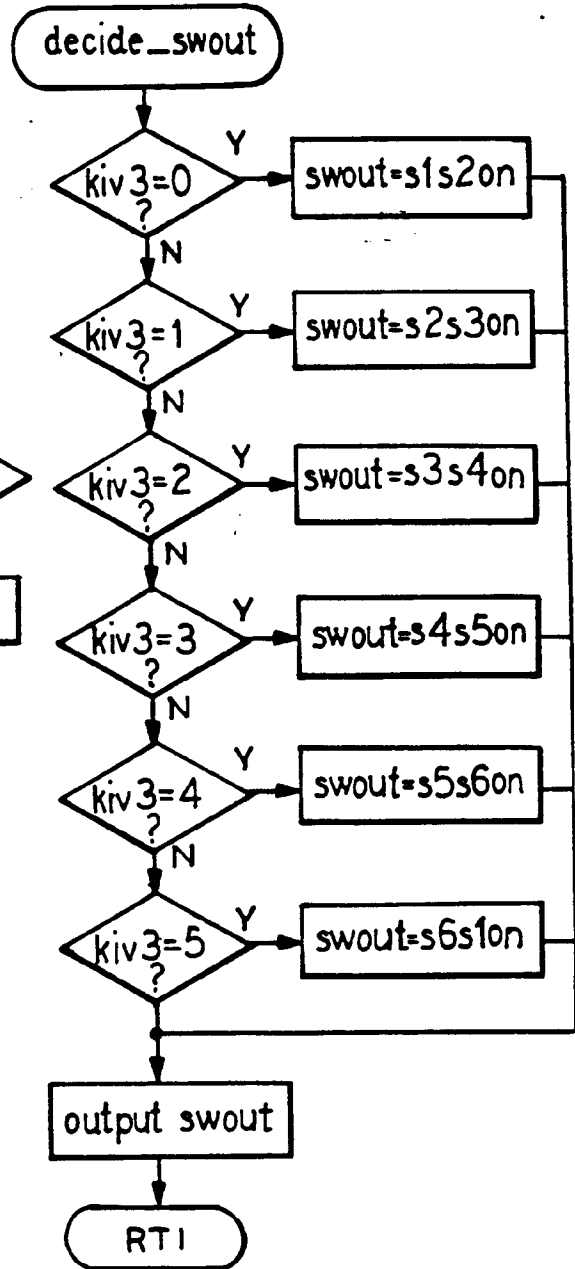 decide_swout
Y
kiv3=0
?
swout=s1s2on
N
Y
kiv3=1
?
swout=s2s3on
N
Y
kiv3=2
?
swout=s3s4on
N
Y
kiv3=3
?
swout=s4s5on
N
Y
kiv3=4
?
swout=s5s6on
N
Y
kiv3=5
?
swout=s6s1on
output swout
RTI